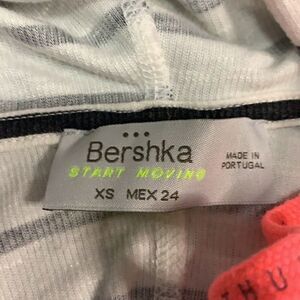 Bershka
START MOVING
XS MEX 24
MADE IN
PORTUGAL